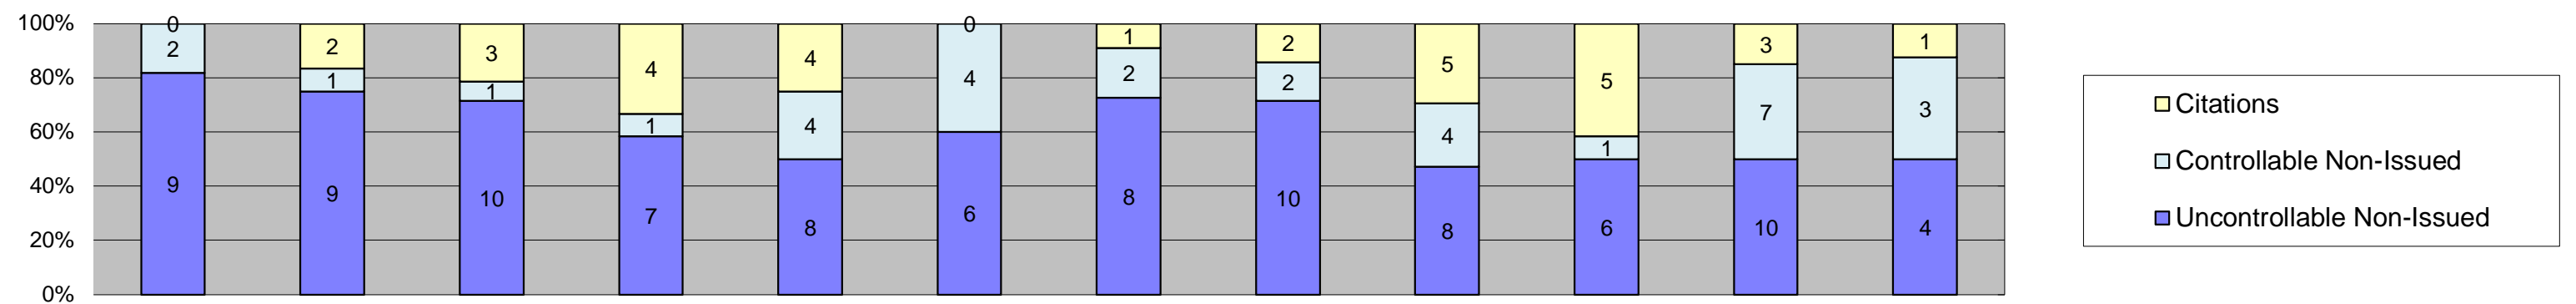 100%
80%
60%
40%
20%
0%
0 2 3 4 4 0 1 2 5 5 3 1
2 1 1 1 4 4 2 2 4 1 7 3
9 9 10 7 8 6 8 10 8 6 10 4
Citations
Controllable Non-Issued
Uncontrollable Non-Issued